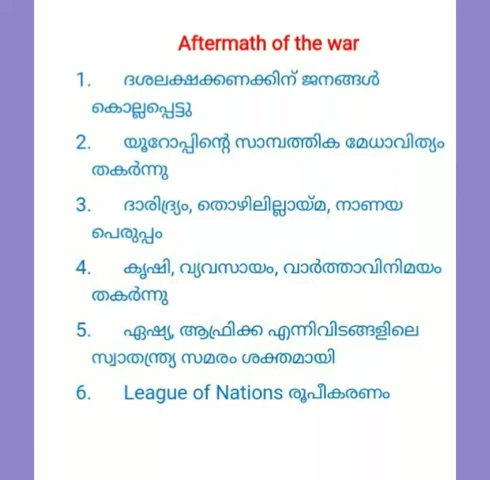 Aftermath of the war
1. ദശലക്ഷക്കണക്കിന് ജനങ്ങൾ
കൊല്ലപ്പെട്ടു
2. യൂറോപ്പിന്റെ സാമ്പത്തിക മേധാവിത്യം
തകർന്നു
3. ദാരിദ്ര്യം, തൊഴിലില്ലായ്മ, നാണയ
പെരുപ്പം
4. കൃഷി, വ്യവസായം, വാർത്താവിനിമയം
തകർന്നു
5. ഏഷ്യ, ആഫ്രിക്ക എന്നിവിടങ്ങളിലെ
സ്വാതന്ത്ര്യ സമരം ശക്തമായി
6. League of Nations രൂപീകരണം